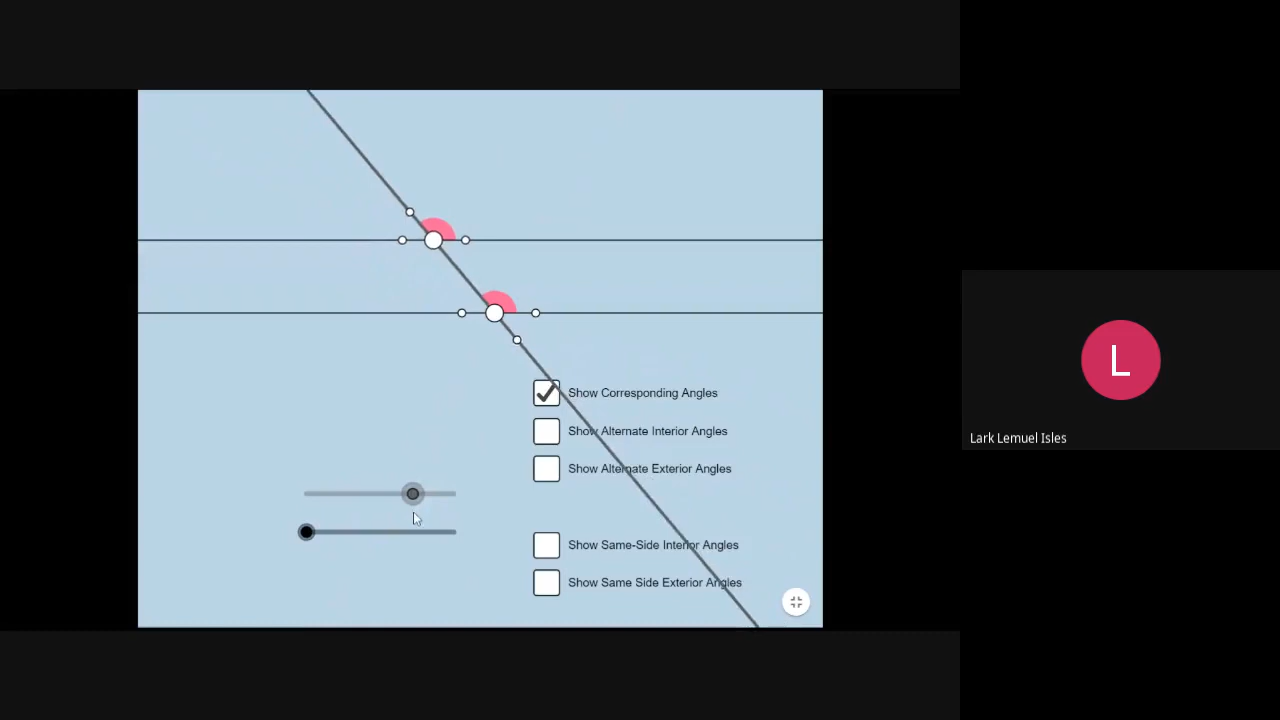 Show Corresponding Angles
Show Alternate Interior Angles
Show Alternate Exterior Angles
Show Same-Side Interior Angles
Show Same Side Exterior Angles
L
Lark Lemuel Isles